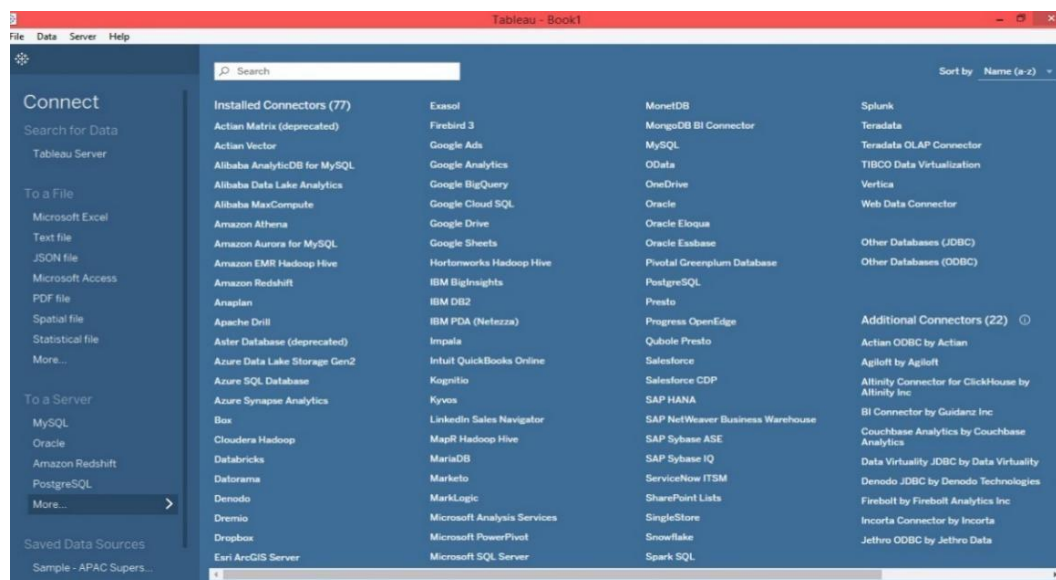 Tableau - Book1
File Data Server Help
Connect
Search for Data
Tableau Server
To a File
Microsoft Excel
Text file
JSON file
Microsoft Access
PDF file
Spatial file
Statistical file
More...
To a Server
MySQL
Oracle
Amazon Redshift
PostgreSQL
More...
Saved Data Sources
Sample - APAC Supers...
Search
Sort by Name (a-z)
Installed Connectors (77)
Actian Matrix (deprecated)
Actian Vector
Alibaba AnalyticDB for MySQL
Alibaba Data Lake Analytics
Alibaba MaxCompute
Amazon Athena
Amazon Aurora for MySQL
Amazon EMR Hadoop Hive
Amazon Redshift
Anaplan
Apache Drill
Aster Database (deprecated)
Azure Data Lake Storage Gen2
Azure SQL Database
Azure Synapse Analytics
Box
Cloudera Hadoop
Databricks
Datorama
Denodo
Dremio
Dropbox
Esri ArcGIS Server
Exasol
Firebird 3
Google Ads
Google Analytics
Google BigQuery
Google Cloud SQL
Google Drive
Google Sheets
Hortonworks Hadoop Hive
IBM BigInsights
IBM DB2
IBM PDA (Netezza)
Impala
Intuit QuickBooks Online
Kognitio
Kyvos
LinkedIn Sales Navigator
MapR Hadoop Hive
MariaDB
Marketo
MarkLogic
Microsoft Analysis Services
Microsoft PowerPivot
Microsoft SQL Server
MonetDB
MongoDB BI Connector
MySQL
OData
OneDrive
Oracle
Oracle Eloqua
Oracle Essbase
Pivotal Greenplum Database
PostgreSQL
Presto
Progress OpenEdge
Qubole Presto
Salesforce
Salesforce CDP
SAP HANA
SAP NetWeaver Business Warehouse
SAP Sybase ASE
SAP Sybase IQ
ServiceNow ITSM
SharePoint Lists
SingleStore
Snowflake
Spark SQL
Splunk
Teradata
Teradata OLAP Connector
TIBCO Data Virtualization
Vertica
Web Data Connector
Other Databases (JDBC)
Other Databases (ODBC)
Additional Connectors (22)
Actian ODBC by Actian
Agiloft by Agiloft
Altinity Connector for ClickHouse by
Altinity Inc
BI Connector by Guidanz Inc
Couchbase Analytics by Couchbase
Analytics
Data Virtuality JDBC by Data Virtuality
Denodo JDBC by Denodo Technologies
Firebolt by Firebolt Analytics Inc
Incorta Connector by Incorta
Jethro ODBC by Jethro Data